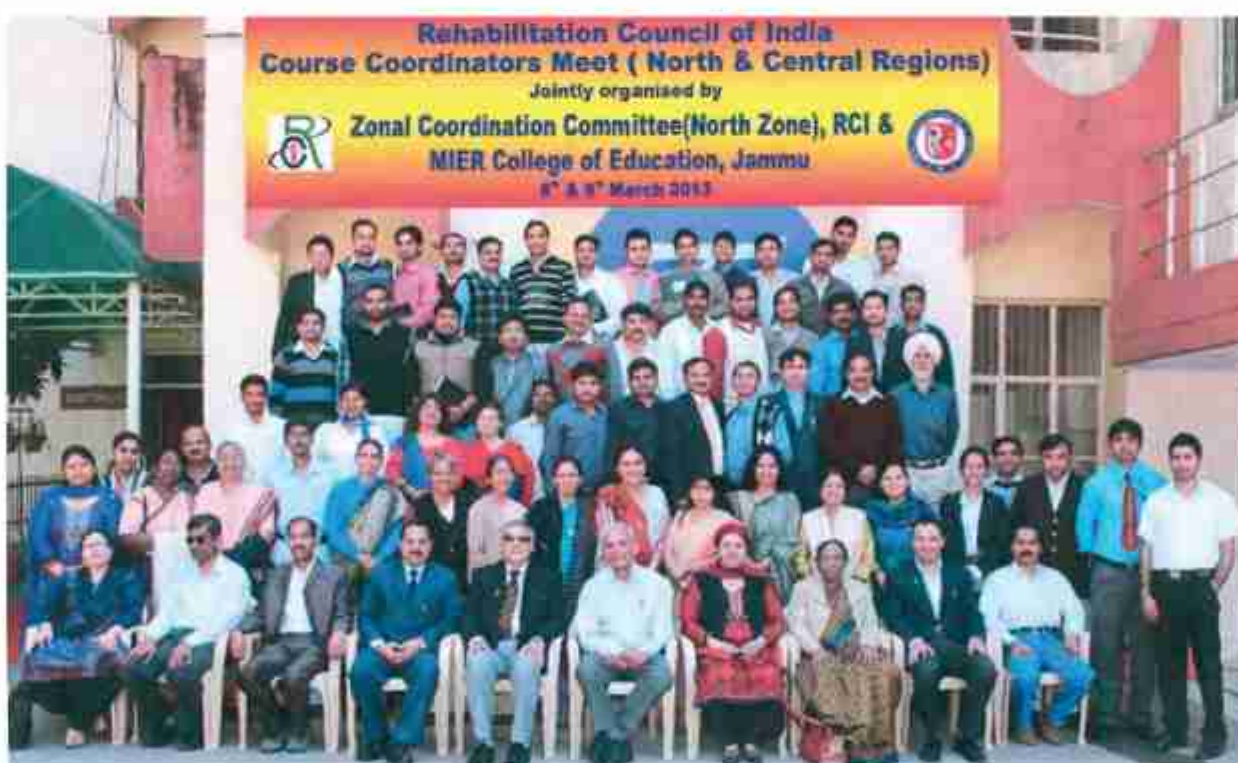 Rehabilitation Council of India
Course Coordinators Meet ( North & Central Regions)
Jointly organised by
Zonal Coordination Committee(North Zone), RCI &
MIER College of Education, Jammu
& 9th March 2013